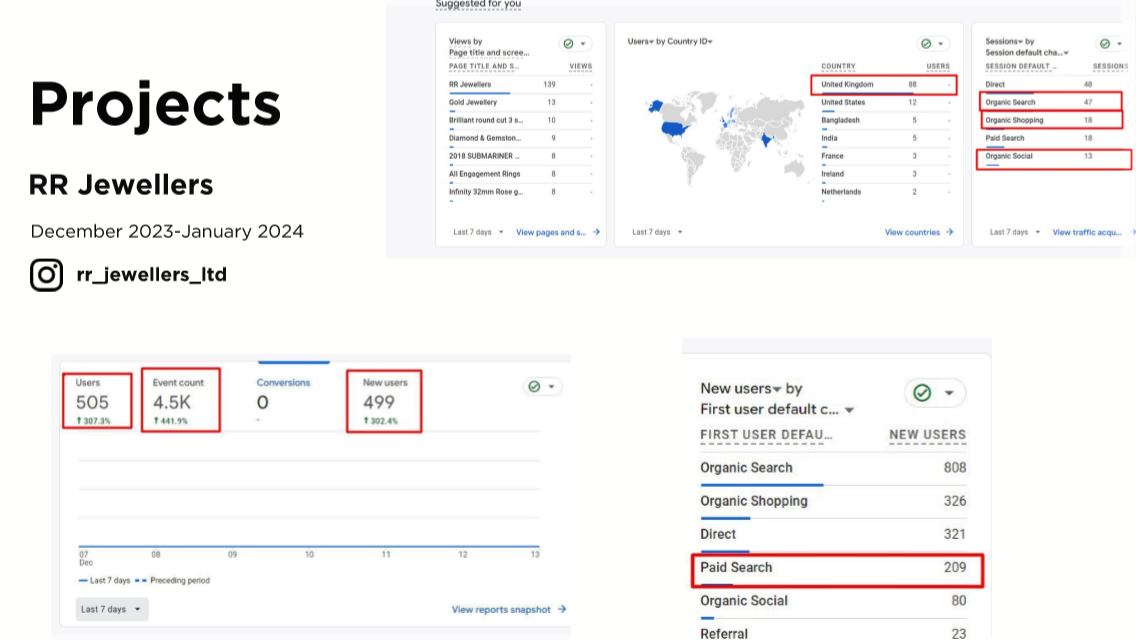 Suggested for you
Projects
RR Jewellers
December 2023-January 2024
rr_jewellers_ltd
Views by
Page title and scree...
PAGE TITLE AND S... VIEWS
RR Jewellers 139 -
Gold Jewellery 13 -
Brilliant round cut 3 s... 10 -
Diamond & Gemston... 9 -
2018 SUBMARINER ... 8 -
All Engagement Rings 8 -
Infinity 32mm Rose g... 8 -
Last 7 days View pages and s...
Users by Country ID
COUNTRY USERS
United Kingdom 88 -
United States 12 -
Bangladesh 5 -
India 5 -
France 3 -
Ireland 3 -
Netherlands 2 -
Last 7 days View countries
Sessions by
Session default cha...
SESSION DEFAULT ... SESSIONS
Direct 48
Organic Search 47
Organic Shopping 18
Paid Search 18
Organic Social 13
Last 7 days View traffic acqu...
Users Event count Conversions New users
505 4.5K 0 499
307.3% 441.9% - 302.4%
07 08 09 10 11 12 13
Dec
Last 7 days Preceding period
Last 7 days View reports snapshot
New users by
First user default c...
FIRST USER DEFAU... NEW USERS
Organic Search 808
Organic Shopping 326
Direct 321
Paid Search 209
Organic Social 80
Referral 23